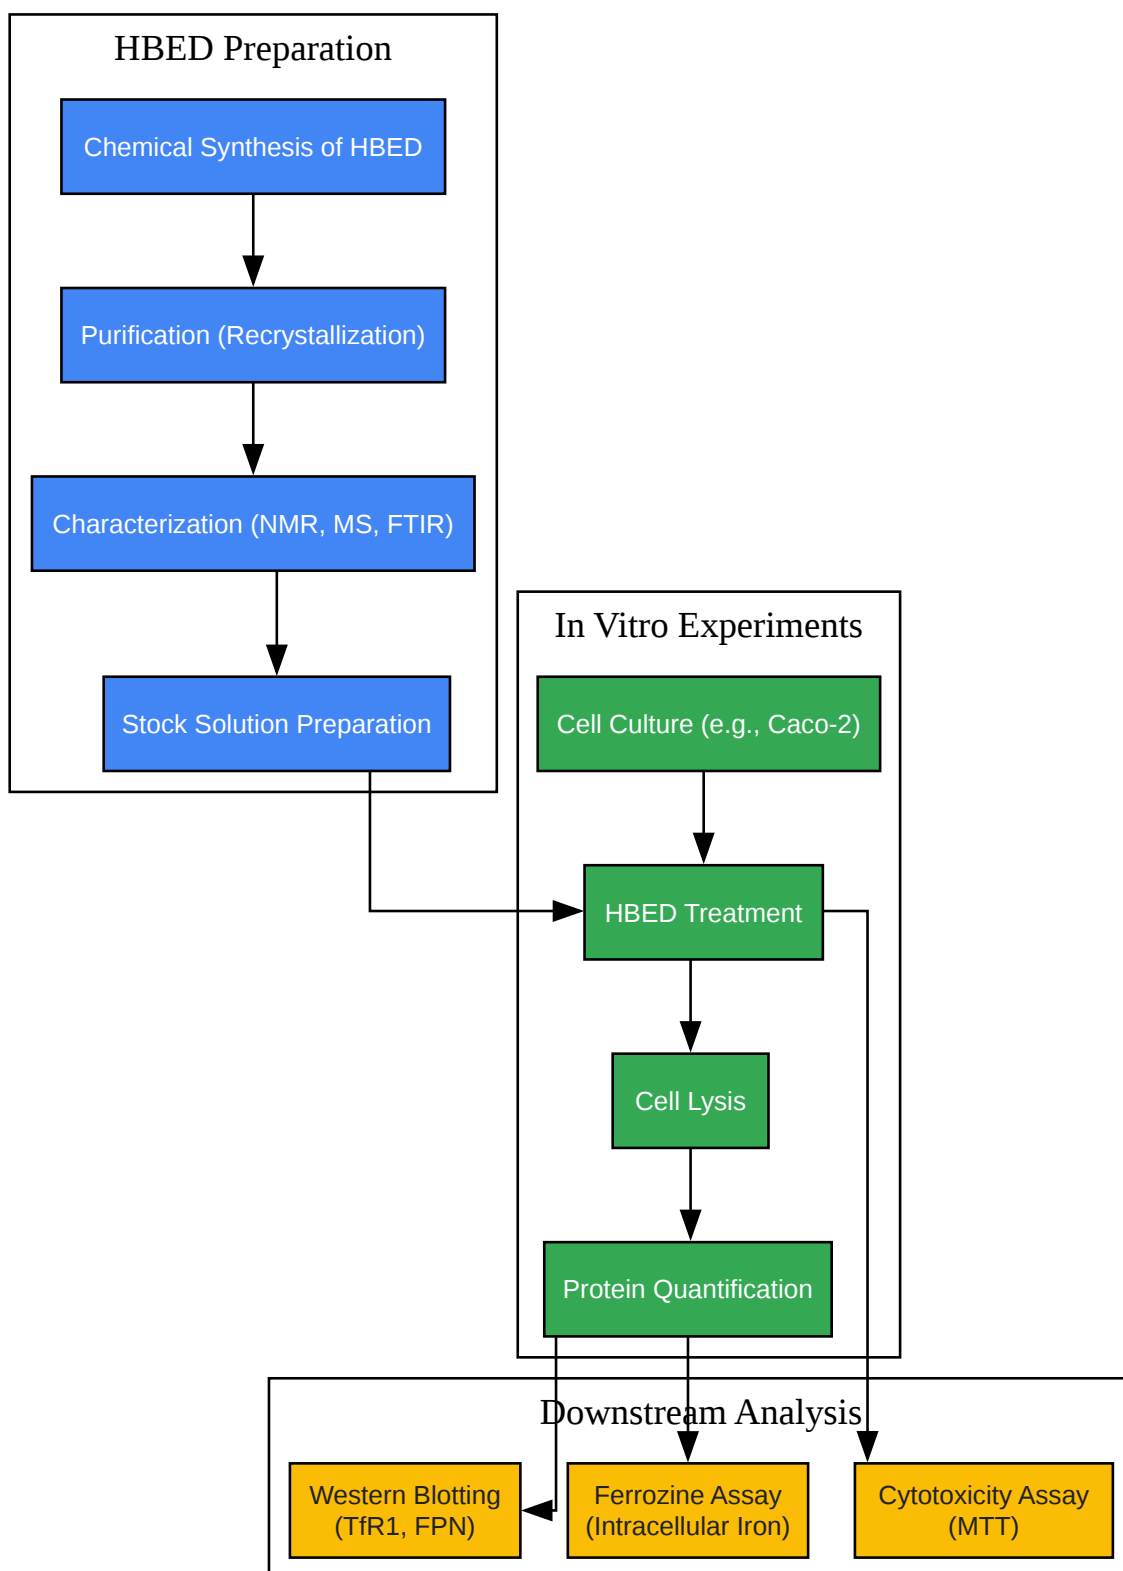 HBED Preparation
Chemical Synthesis of HBED
Purification (Recrystallization)
Characterization (NMR, MS, FTIR)
Stock Solution Preparation
In Vitro Experiments
Cell Culture (e.g., Caco-2)
HBED Treatment
Cell Lysis
Protein Quantification
Downstream Analysis
Western Blotting
(TfR1, FPN)
Ferrozine Assay
(Intracellular Iron)
Cytotoxicity Assay
(MTT)